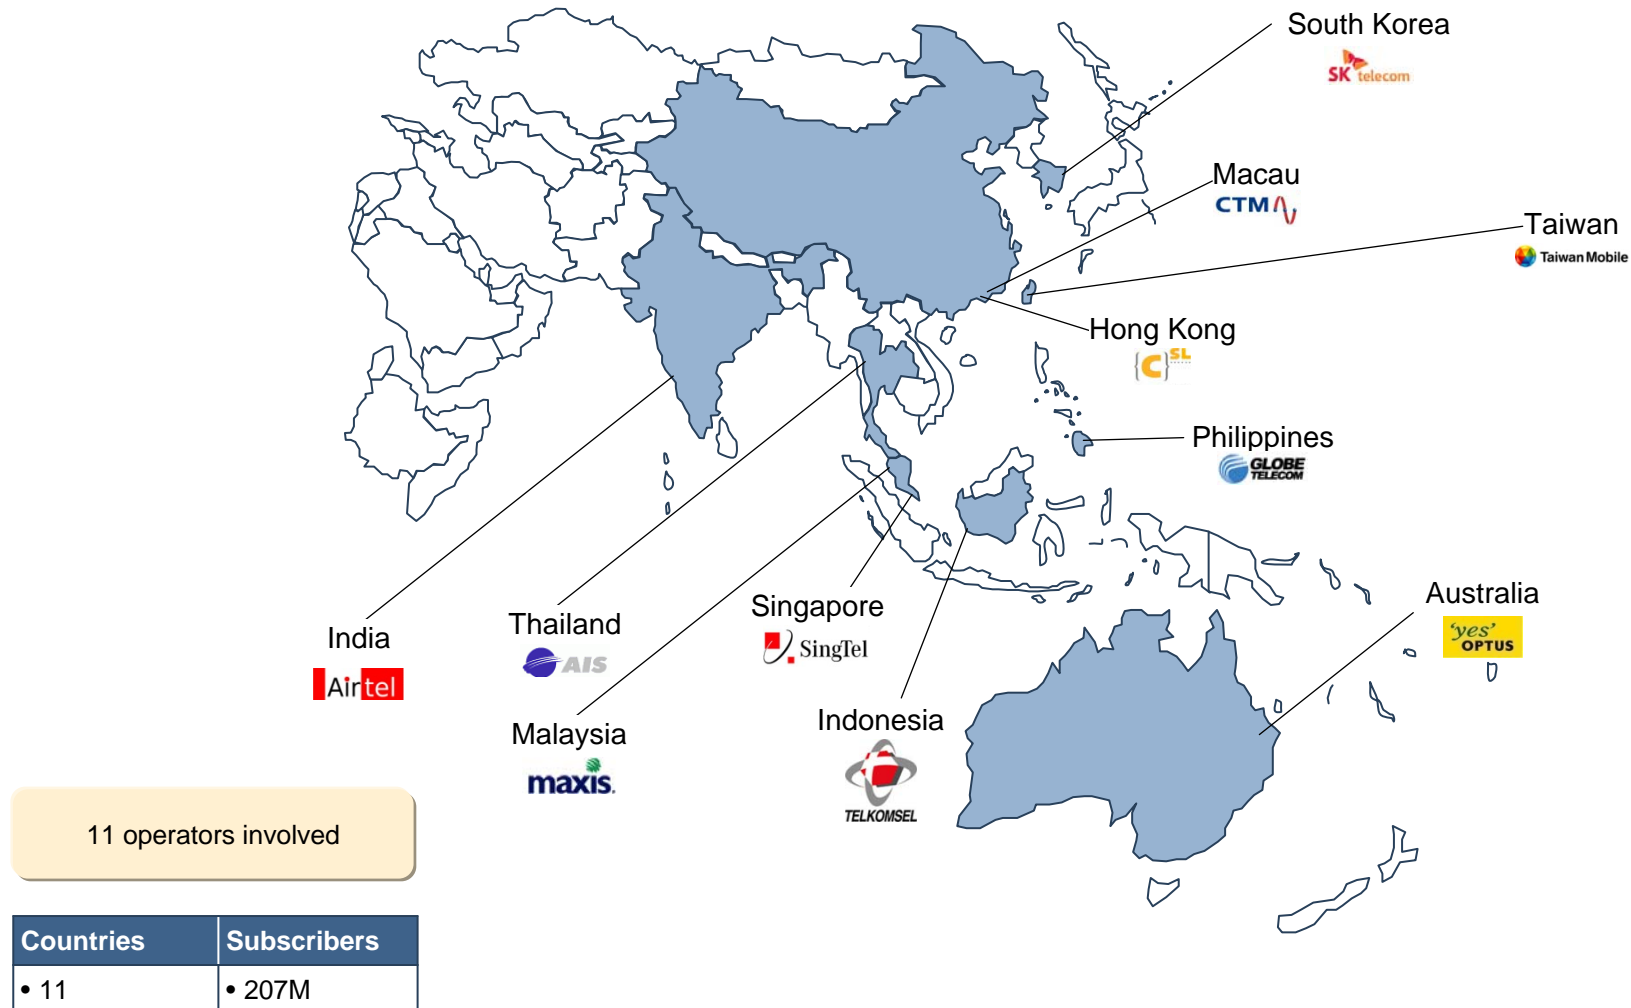 South Korea
SK telecom
Macau
CTM
Taiwan
Taiwan Mobile
Hong Kong
{C}SL
Philippines
GLOBE
TELECOM
Australia
'yes'
OPTUS
Singapore
SingTel
Thailand
AIS
India
Airtel
Indonesia
TELKOMSEL
Malaysia
maxis.
11 operators involved
Countries Subscribers
• 11 • 207M